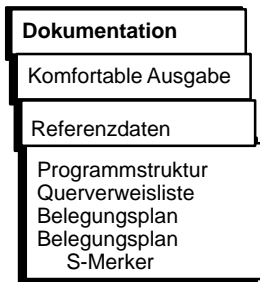 Dokumentation
Komfortable Ausgabe
Referenzdaten
Programmstruktur
Querverweisliste
Belegungsplan
Belegungsplan
S-Merker